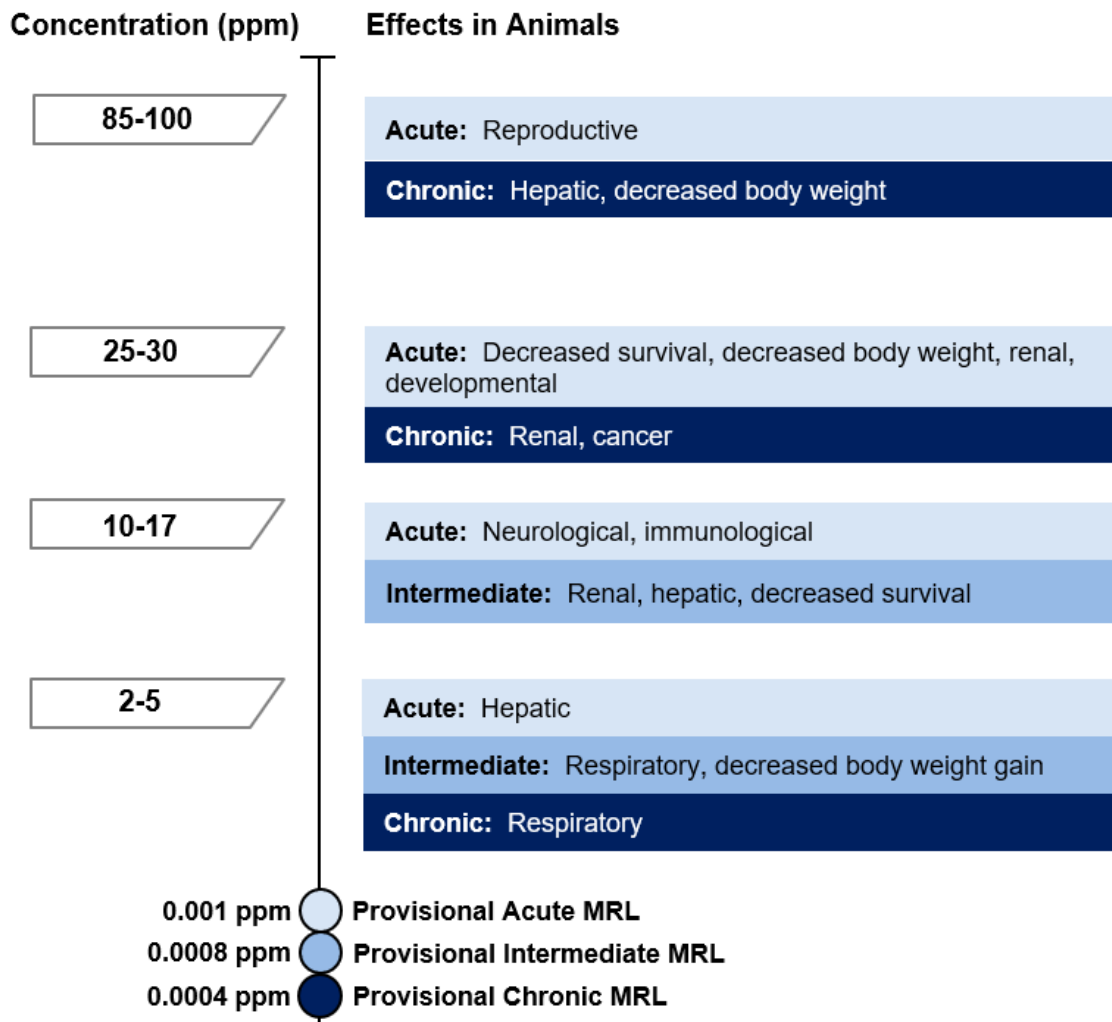 Concentration (ppm) Effects in Animals
85-100
Acute: Reproductive
Chronic: Hepatic, decreased body weight
25-30
Acute: Decreased survival, decreased body weight, renal,
developmental
Chronic: Renal, cancer
10-17
Acute: Neurological, immunological
Intermediate: Renal, hepatic, decreased survival
2-5
Acute: Hepatic
Intermediate: Respiratory, decreased body weight gain
Chronic: Respiratory
0.001 ppm Provisional Acute MRL
0.0008 ppm Provisional Intermediate MRL
0.0004 ppm Provisional Chronic MRL